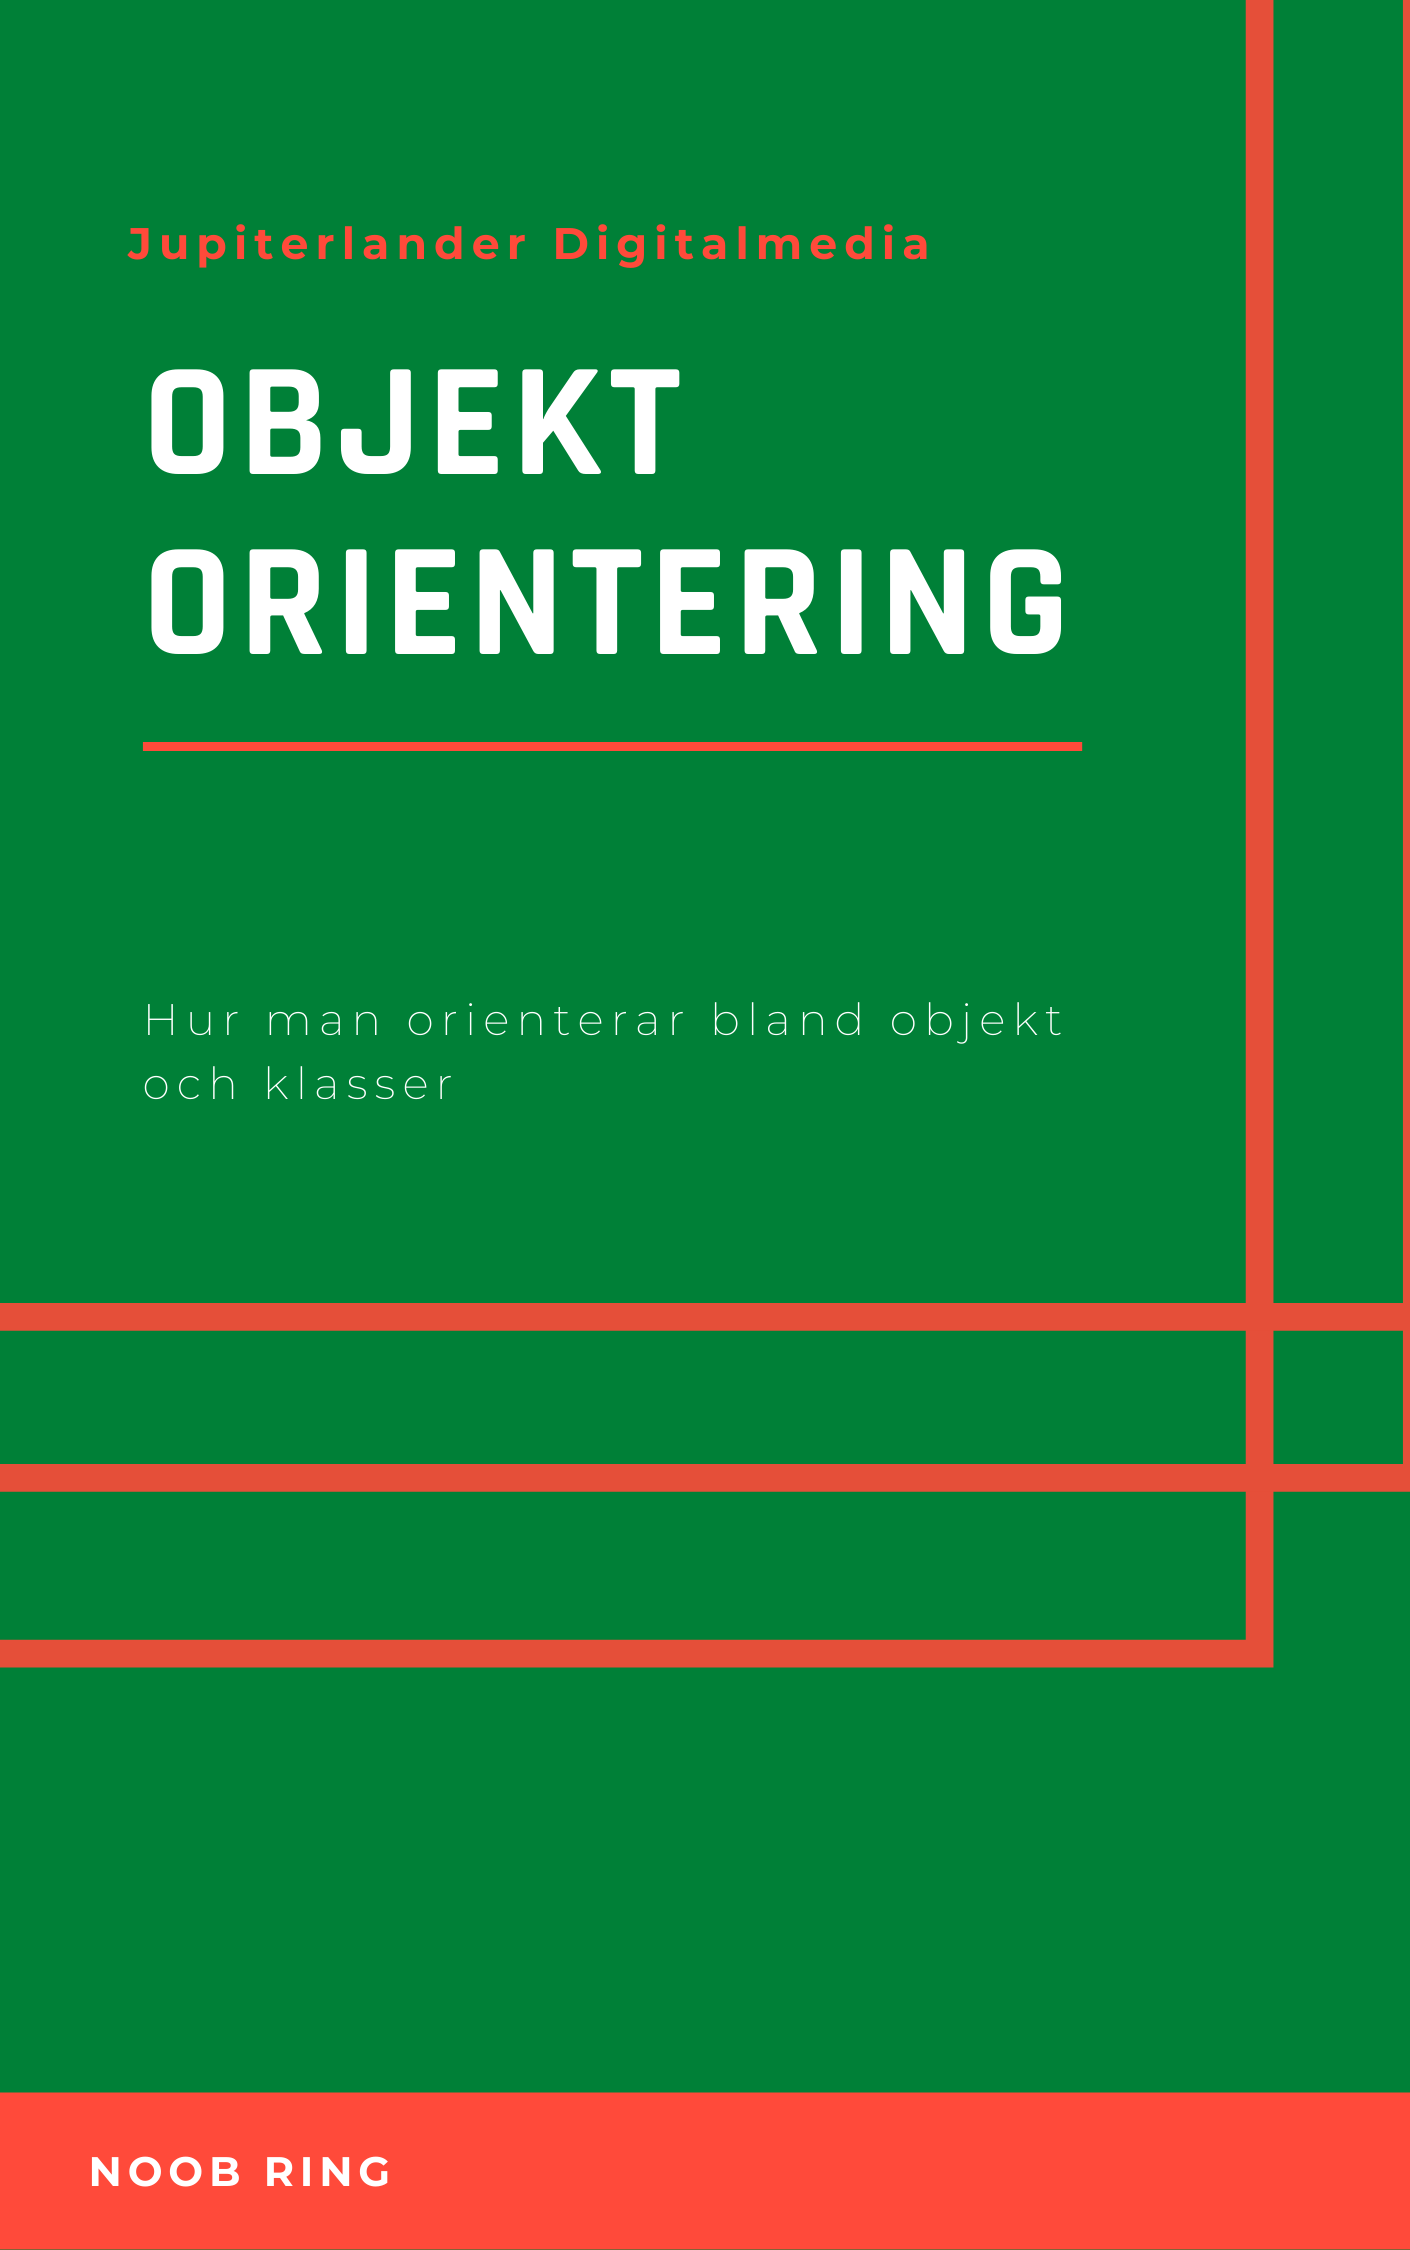 Jupiterlander Digitalmedia
OBJEKT
ORIENTERING
Hur man orienterar bland objekt
och klasser
NOOB RING